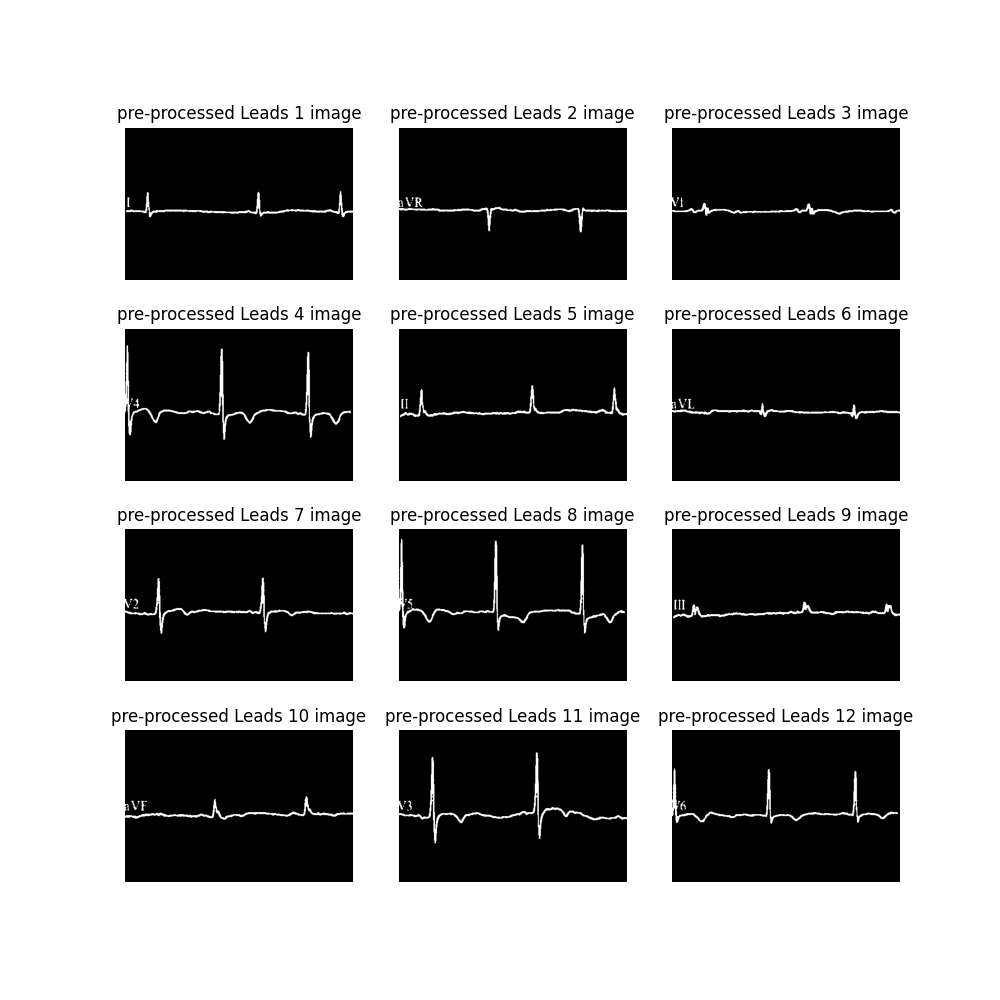 pre-processed Leads 1 image
pre-processed Leads 2 image
pre-processed Leads 3 image
I
aVR
V1
pre-processed Leads 4 image
pre-processed Leads 5 image
pre-processed Leads 6 image
V4
II
aVL
pre-processed Leads 7 image
pre-processed Leads 8 image
pre-processed Leads 9 image
V2
V5
III
pre-processed Leads 10 image
pre-processed Leads 11 image
pre-processed Leads 12 image
aVF
V3
V6